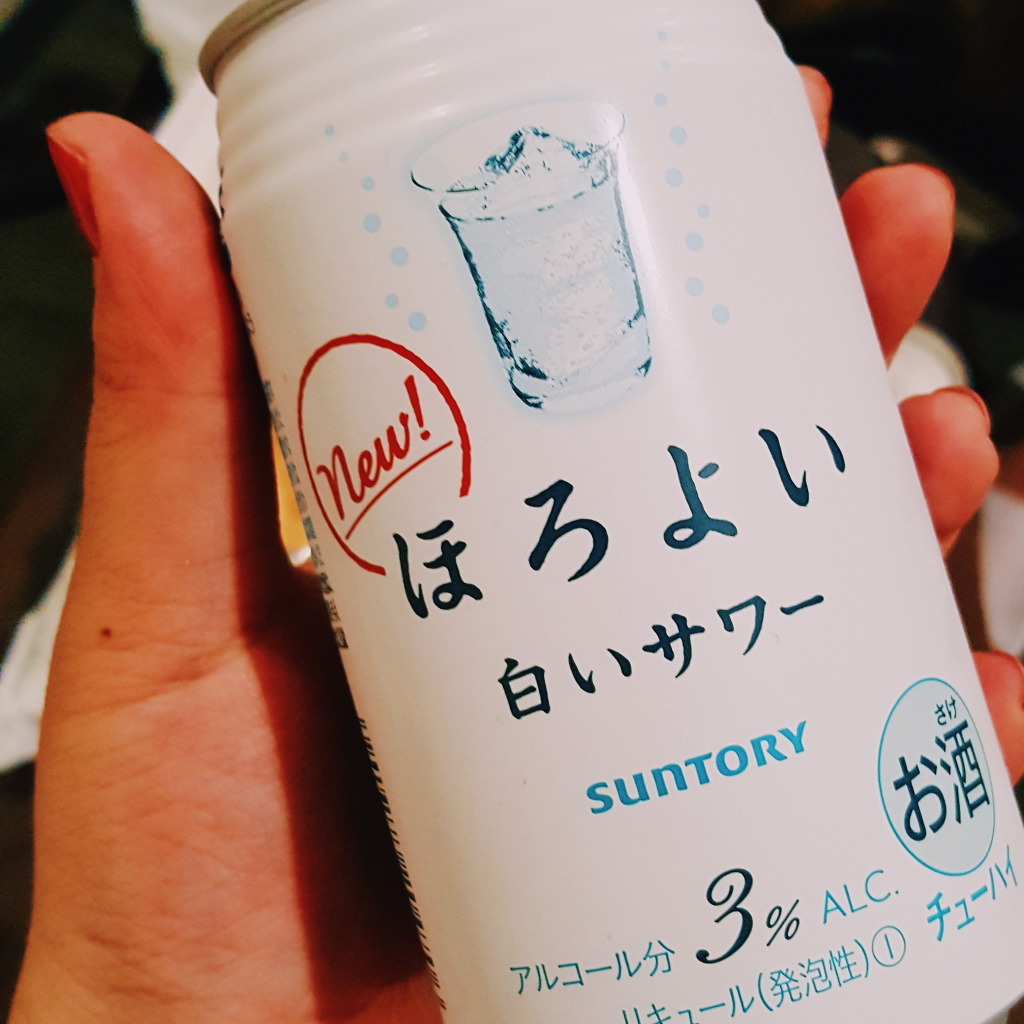 New!
ほろよい
白いサワー
SUNTORY
さけ
お酒
チューハイ
アルコール分 3% ALC.
リキュール(発泡性)①